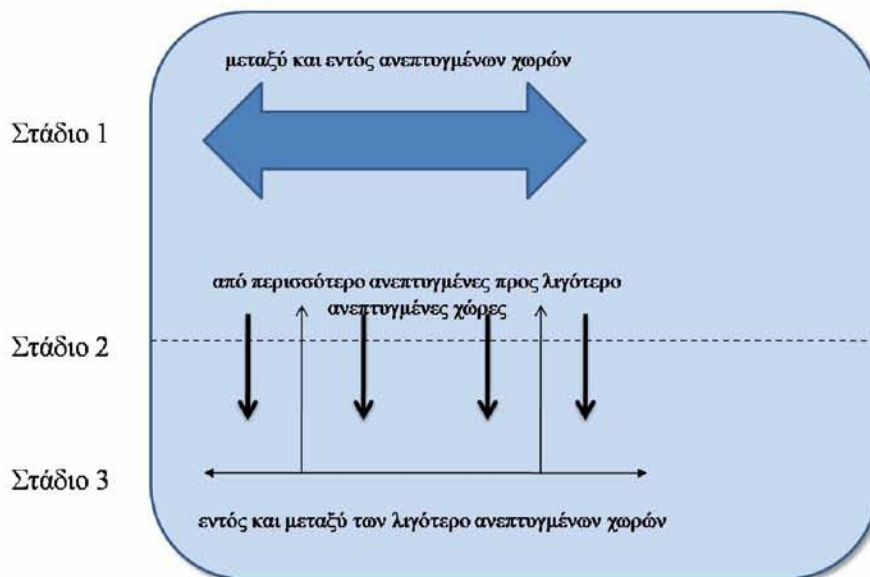 μεταξύ και εντός ανεπτυγμένων χωρών
Στάδιο 1
από περισσότερο ανεπτυγμένες προς λιγότερο
ανεπτυγμένες χώρες
Στάδιο 2
Στάδιο 3
εντός και μεταξύ των λιγότερο ανεπτυγμένων χωρών